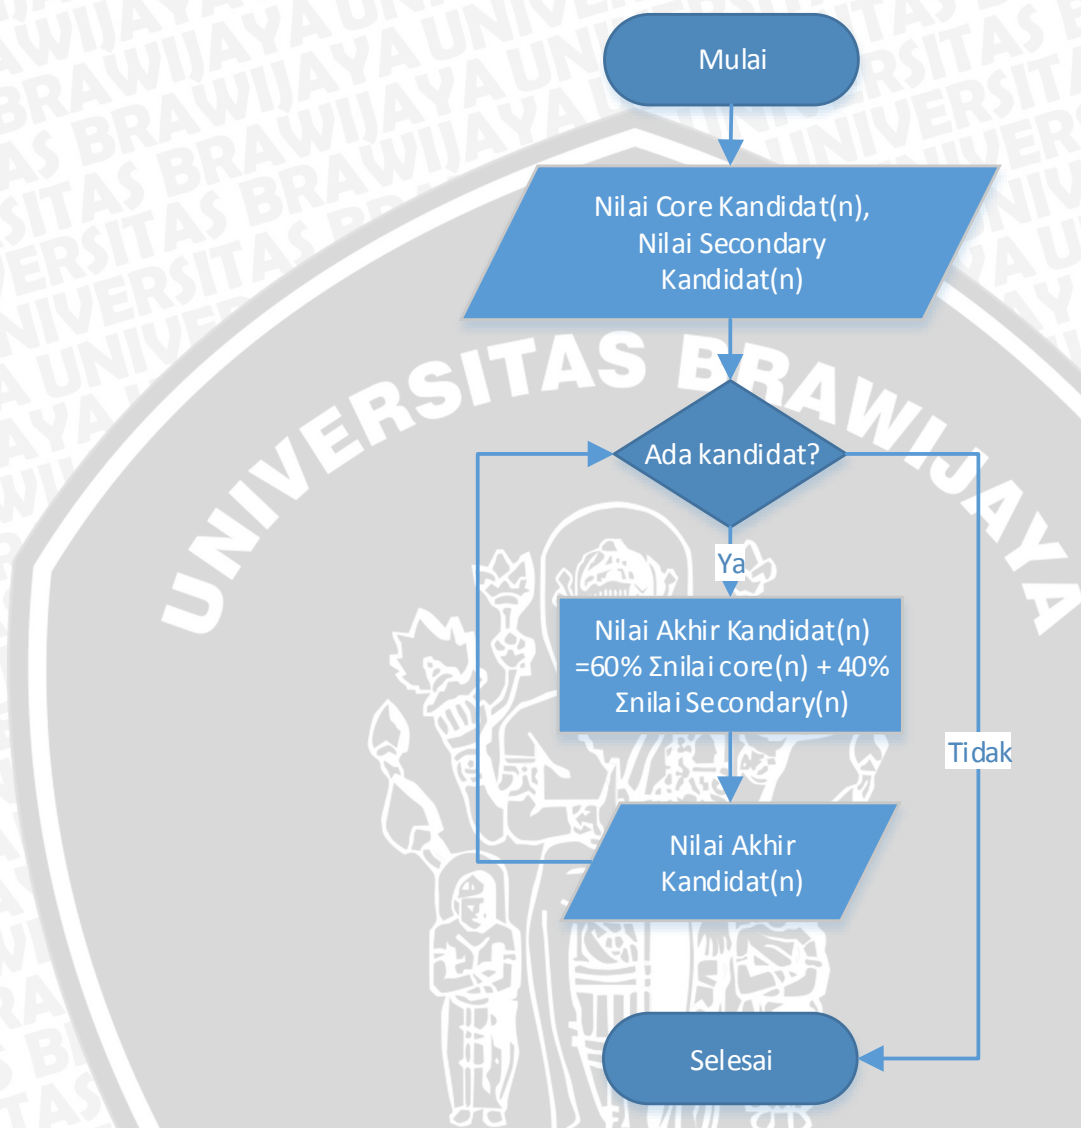 Mulai
Nilai Core Kandidat(n),
Nilai Secondary
Kandidat(n)
UNIVERSITAS BRAWIJAYA
Ada kandidat?
Ya
Nilai Akhir Kandidat(n)
=60% Σnilai core(n) + 40%
Σnilai Secondary(n)
Tidak
Nilai Akhir
Kandidat(n)
Selesai